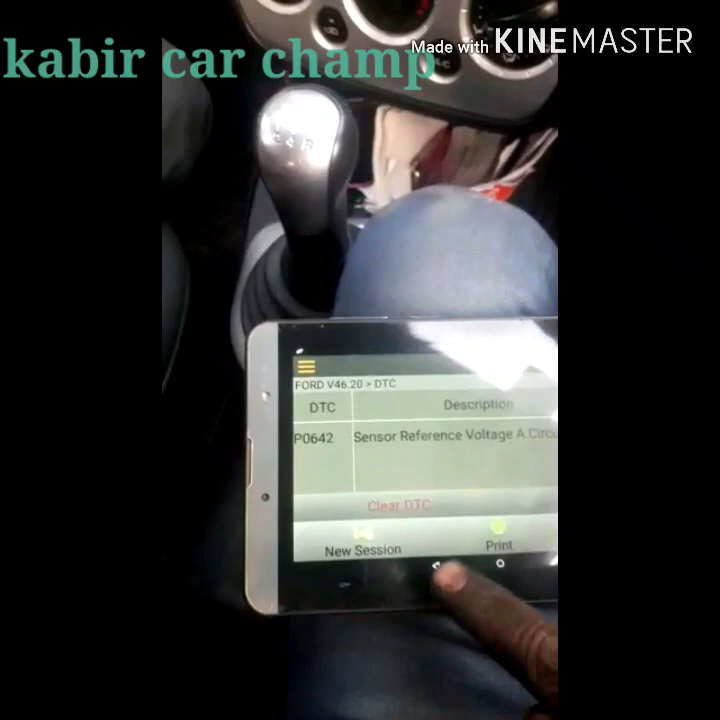 kabir car champ
Made with KINEMASTER
FORD V46.20 > DTC
DTC
Description
P0642
Sensor Reference Voltage A Circu
Clear DTC
New Session
Print